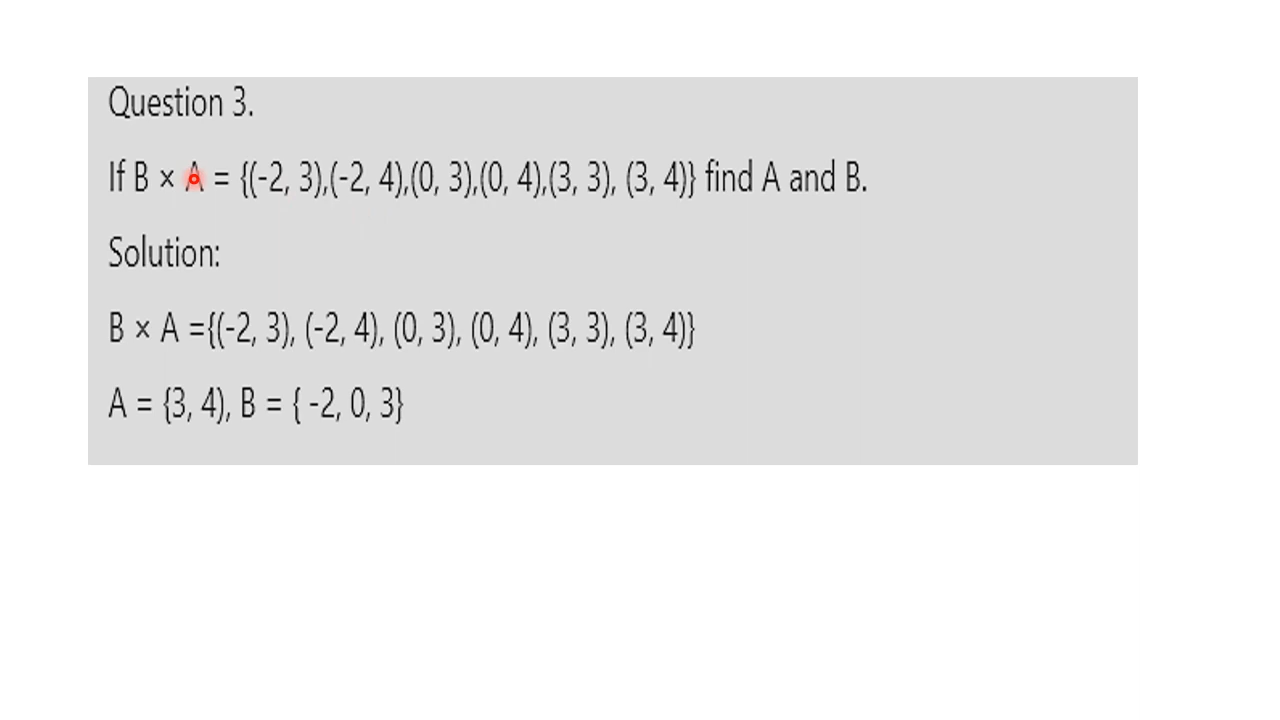 Question 3.
If B × A = {(-2, 3),(-2, 4),(0, 3),(0, 4),(3, 3), (3, 4)} find A and B.
Solution:
B × A ={(-2, 3), (-2, 4), (0, 3), (0, 4), (3, 3), (3, 4)}
A = {3, 4), B = { -2, 0, 3}